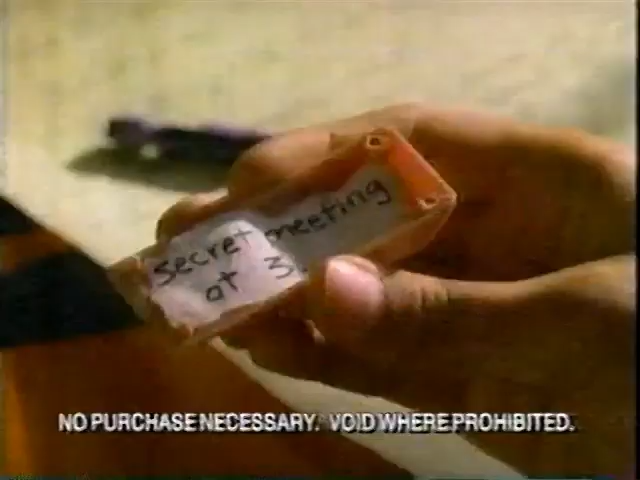 secret meeting
at 3.
NO PURCHASE NECESSARY. VOID WHERE PROHIBITED.